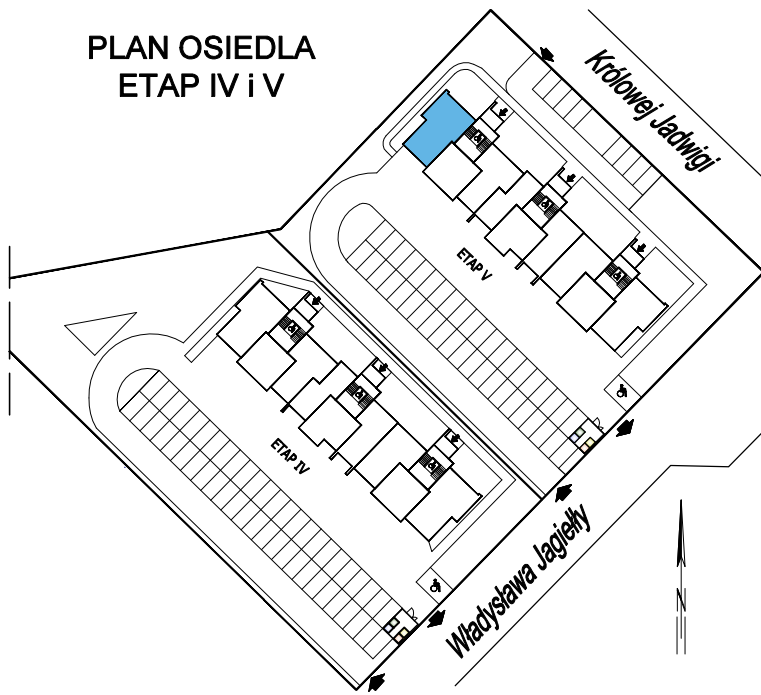 PLAN OSIEDLA
ETAP IV i V
Królowej Jadwigi
ETAP V
ETAP IV
Władysława Jagiełły
N